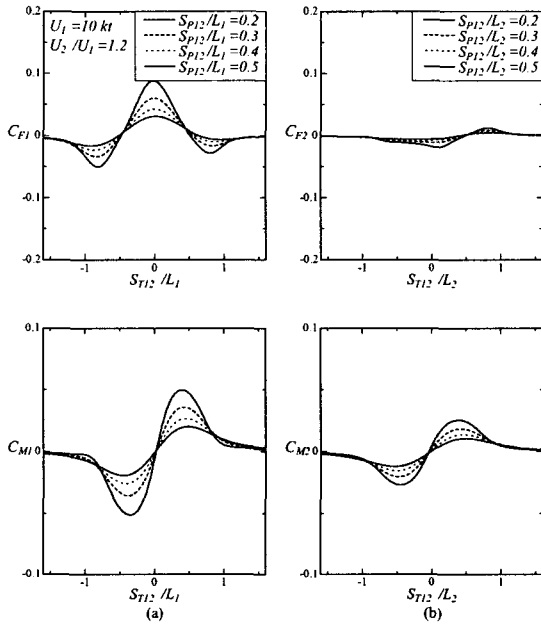 U1 =10 kt
U2 /U1 =1.2
SP12/L1=0.2
SP12/L1=0.3
SP12/L1=0.4
SP12/L1=0.5
0.2
0.1
CF1 0
-0.1
-0.2
-1 0 1
ST12 /L1
SP12/L2=0.2
SP12/L2=0.3
SP12/L2=0.4
SP12/L2=0.5
0.2
0.1
CF2 0
-0.1
-0.2
-1 0 1
ST12 /L2
0.1
CM1 0
-0.1
-1 0 1
ST12 /L1
(a)
0.1
CM2 0
-0.1
-1 0 1
ST12 /L2
(b)